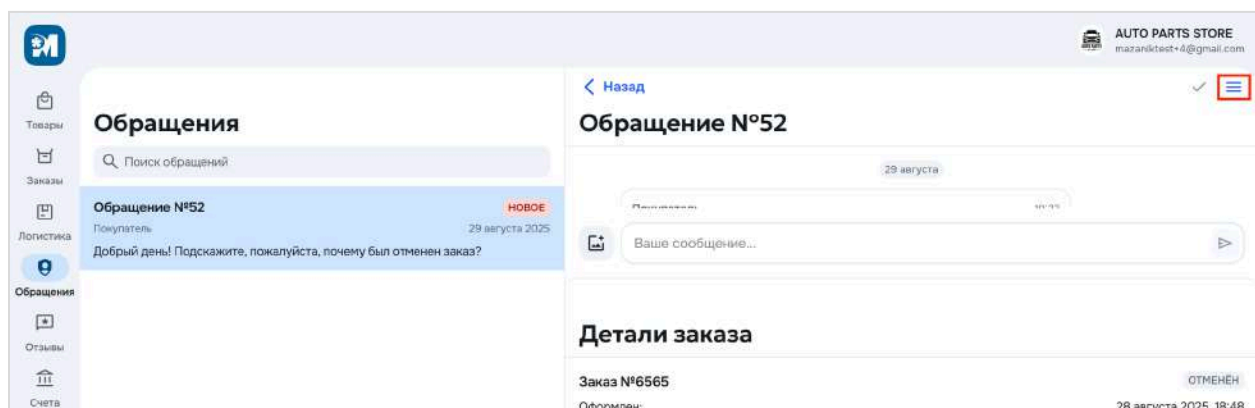 AUTO PARTS STORE
mazaniktest+4@gmail.com
Товары
Заказы
Логистика
Обращения
Отзывы
Счета
Обращения
Поиск обращений
Обращение №52
НОВОЕ
Покупатель
29 августа 2025
Добрый день! Подскажите, пожалуйста, почему был отменен заказ?
Назад
Обращение №52
29 августа
Покупатель
Ваше сообщение...
Детали заказа
Заказ №6565
ОТМЕНЁН
Оформлен:
28 августа 2025, 18:48